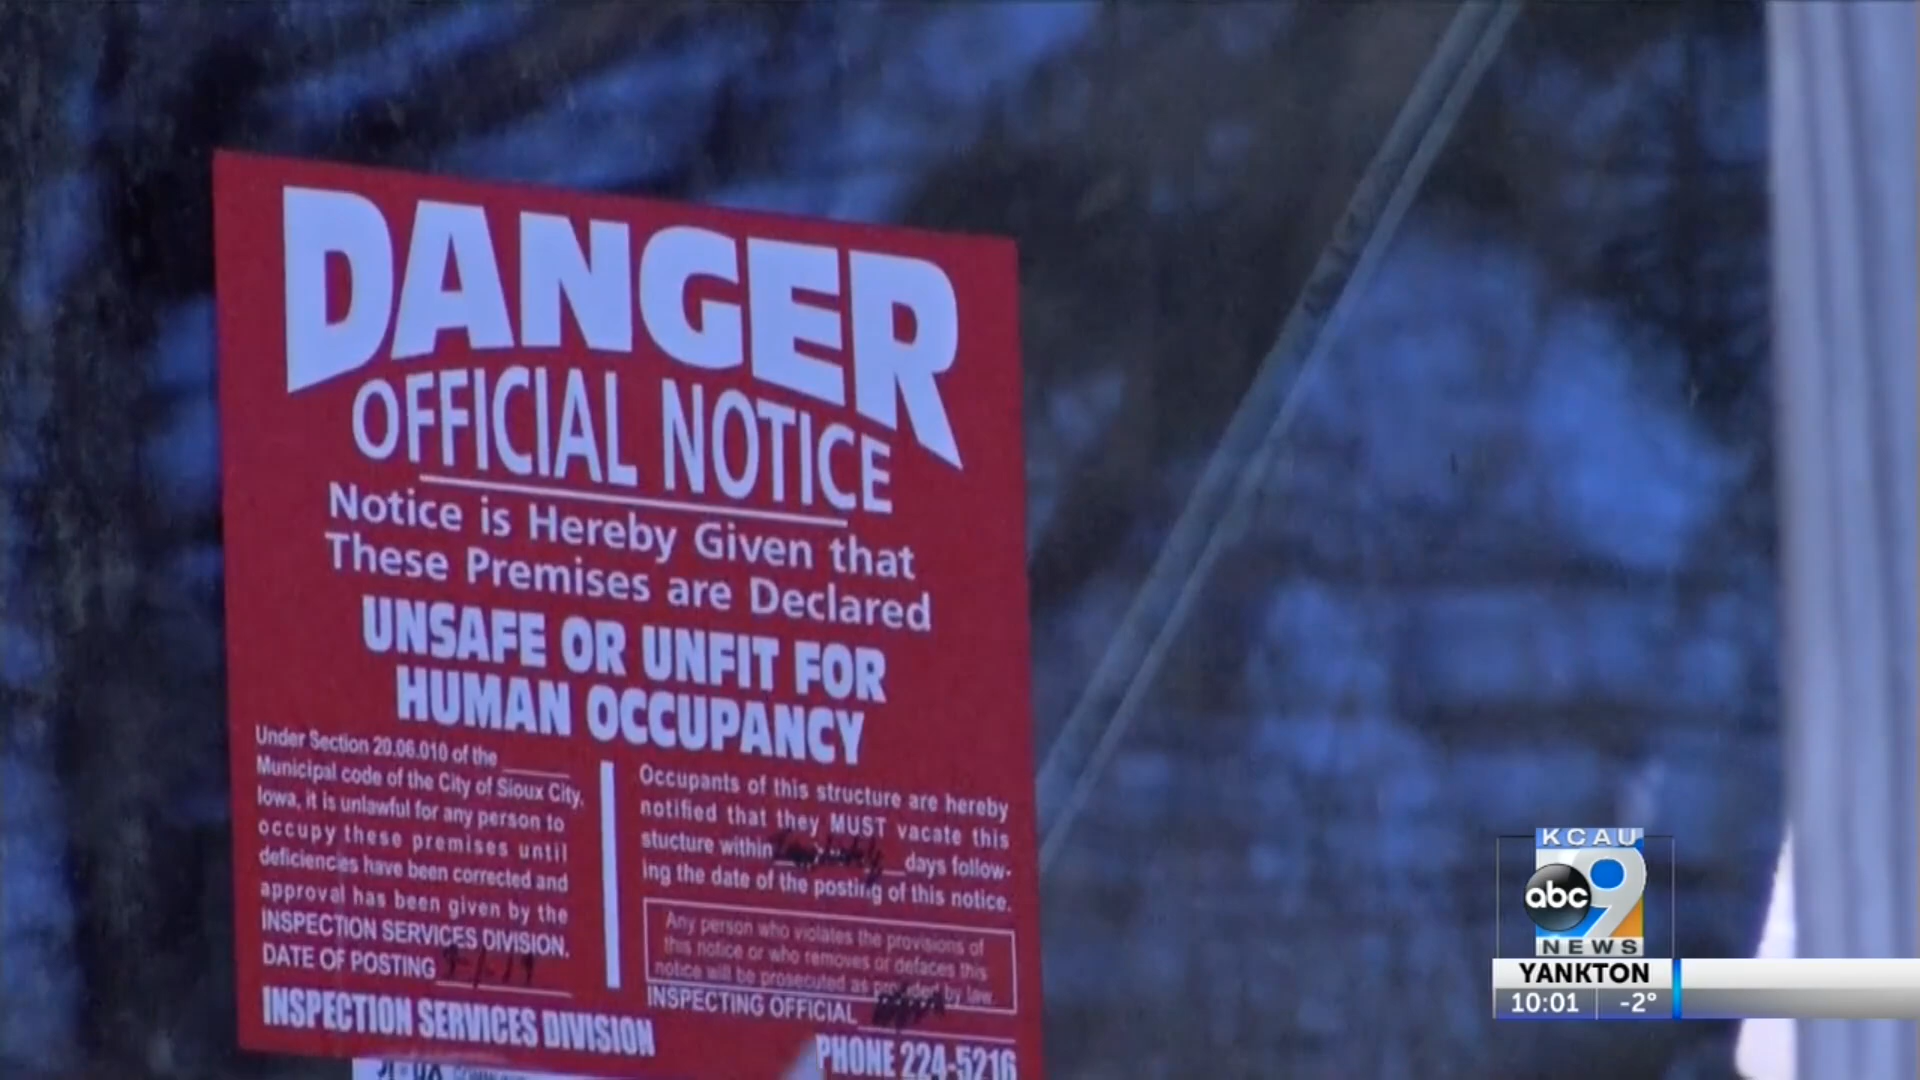 DANGER
OFFICIAL NOTICE
Notice is Hereby Given that
These Premises are Declared
UNSAFE OR UNFIT FOR
HUMAN OCCUPANCY
Under Section 20.06.010 of the
Municipal code of the City of Sioux City,
Iowa, it is unlawful for any person to
occupy these premises until
deficiencies have been corrected and
approval has been given by the
INSPECTION SERVICES DIVISION.
DATE OF POSTING
INSPECTION SERVICES DIVISION
Occupants of this structure are hereby
notified that they MUST vacate this
stucture within days follow-
ing the date of the posting of this notice.
Any person who violates the provisions of
this notice or who removes or defaces this
notice will be prosecuted as provided by law.
INSPECTING OFFICIAL
PHONE 224-5216
KCAU
abc 9
NEWS
YANKTON
10:01 -2°